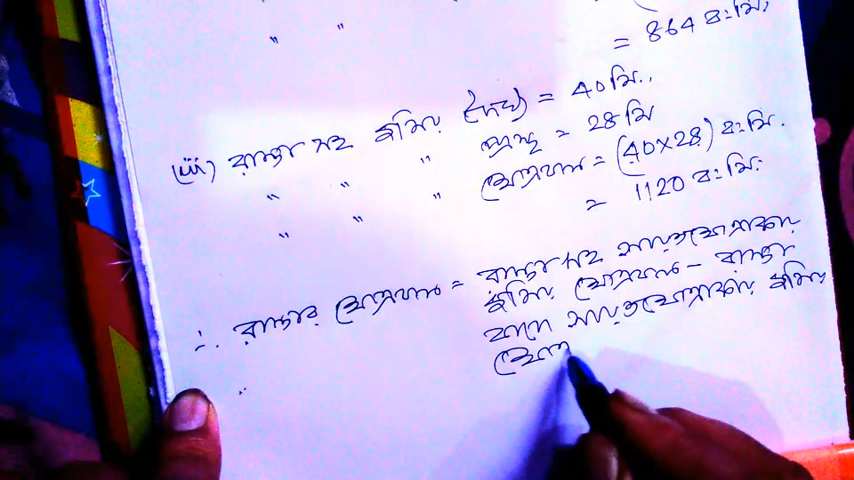 " "
= 864 ব:মি,
(iii) রাস্তা সহ জমির দৈর্ঘ্য = 40 মি.,
" " " প্রস্থ = 28 মি
" " " ক্ষেত্রফল = (40×28) ব:মি.
= 1120 ব:মি:
∴ রাস্তার ক্ষেত্রফল = রাস্তা সহ আয়তক্ষেত্রাকার
জমির ক্ষেত্রফল – রাস্তা
বাদে আয়তক্ষেত্রাকার জমির
ক্ষেত্র